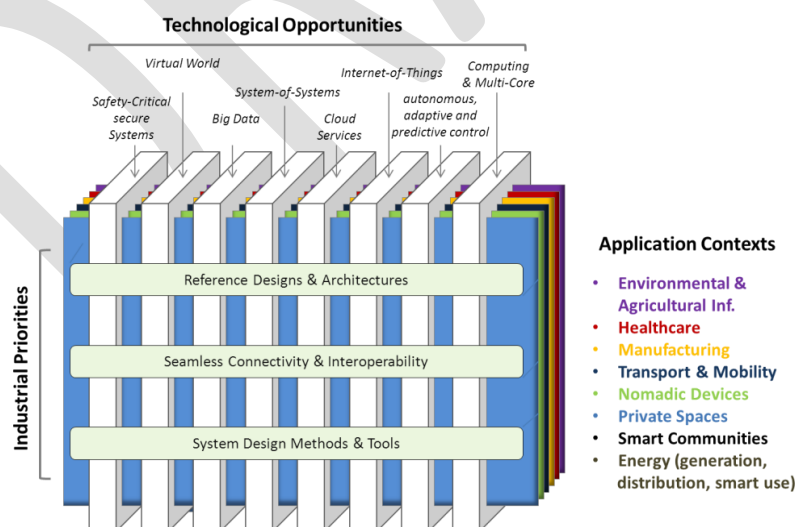 Technological Opportunities
Virtual World
Safety-Critical
secure
Systems
Big Data
System-of-Systems
Cloud
Services
Internet-of-Things
autonomous,
adaptive and
predictive control
Computing
& Multi-Core
Industrial Priorities
Reference Designs & Architectures
Seamless Connectivity & Interoperability
System Design Methods & Tools
Application Contexts
• Environmental &
Agricultural Inf.
• Healthcare
• Manufacturing
• Transport & Mobility
• Nomadic Devices
• Private Spaces
• Smart Communities
• Energy (generation,
distribution, smart use)